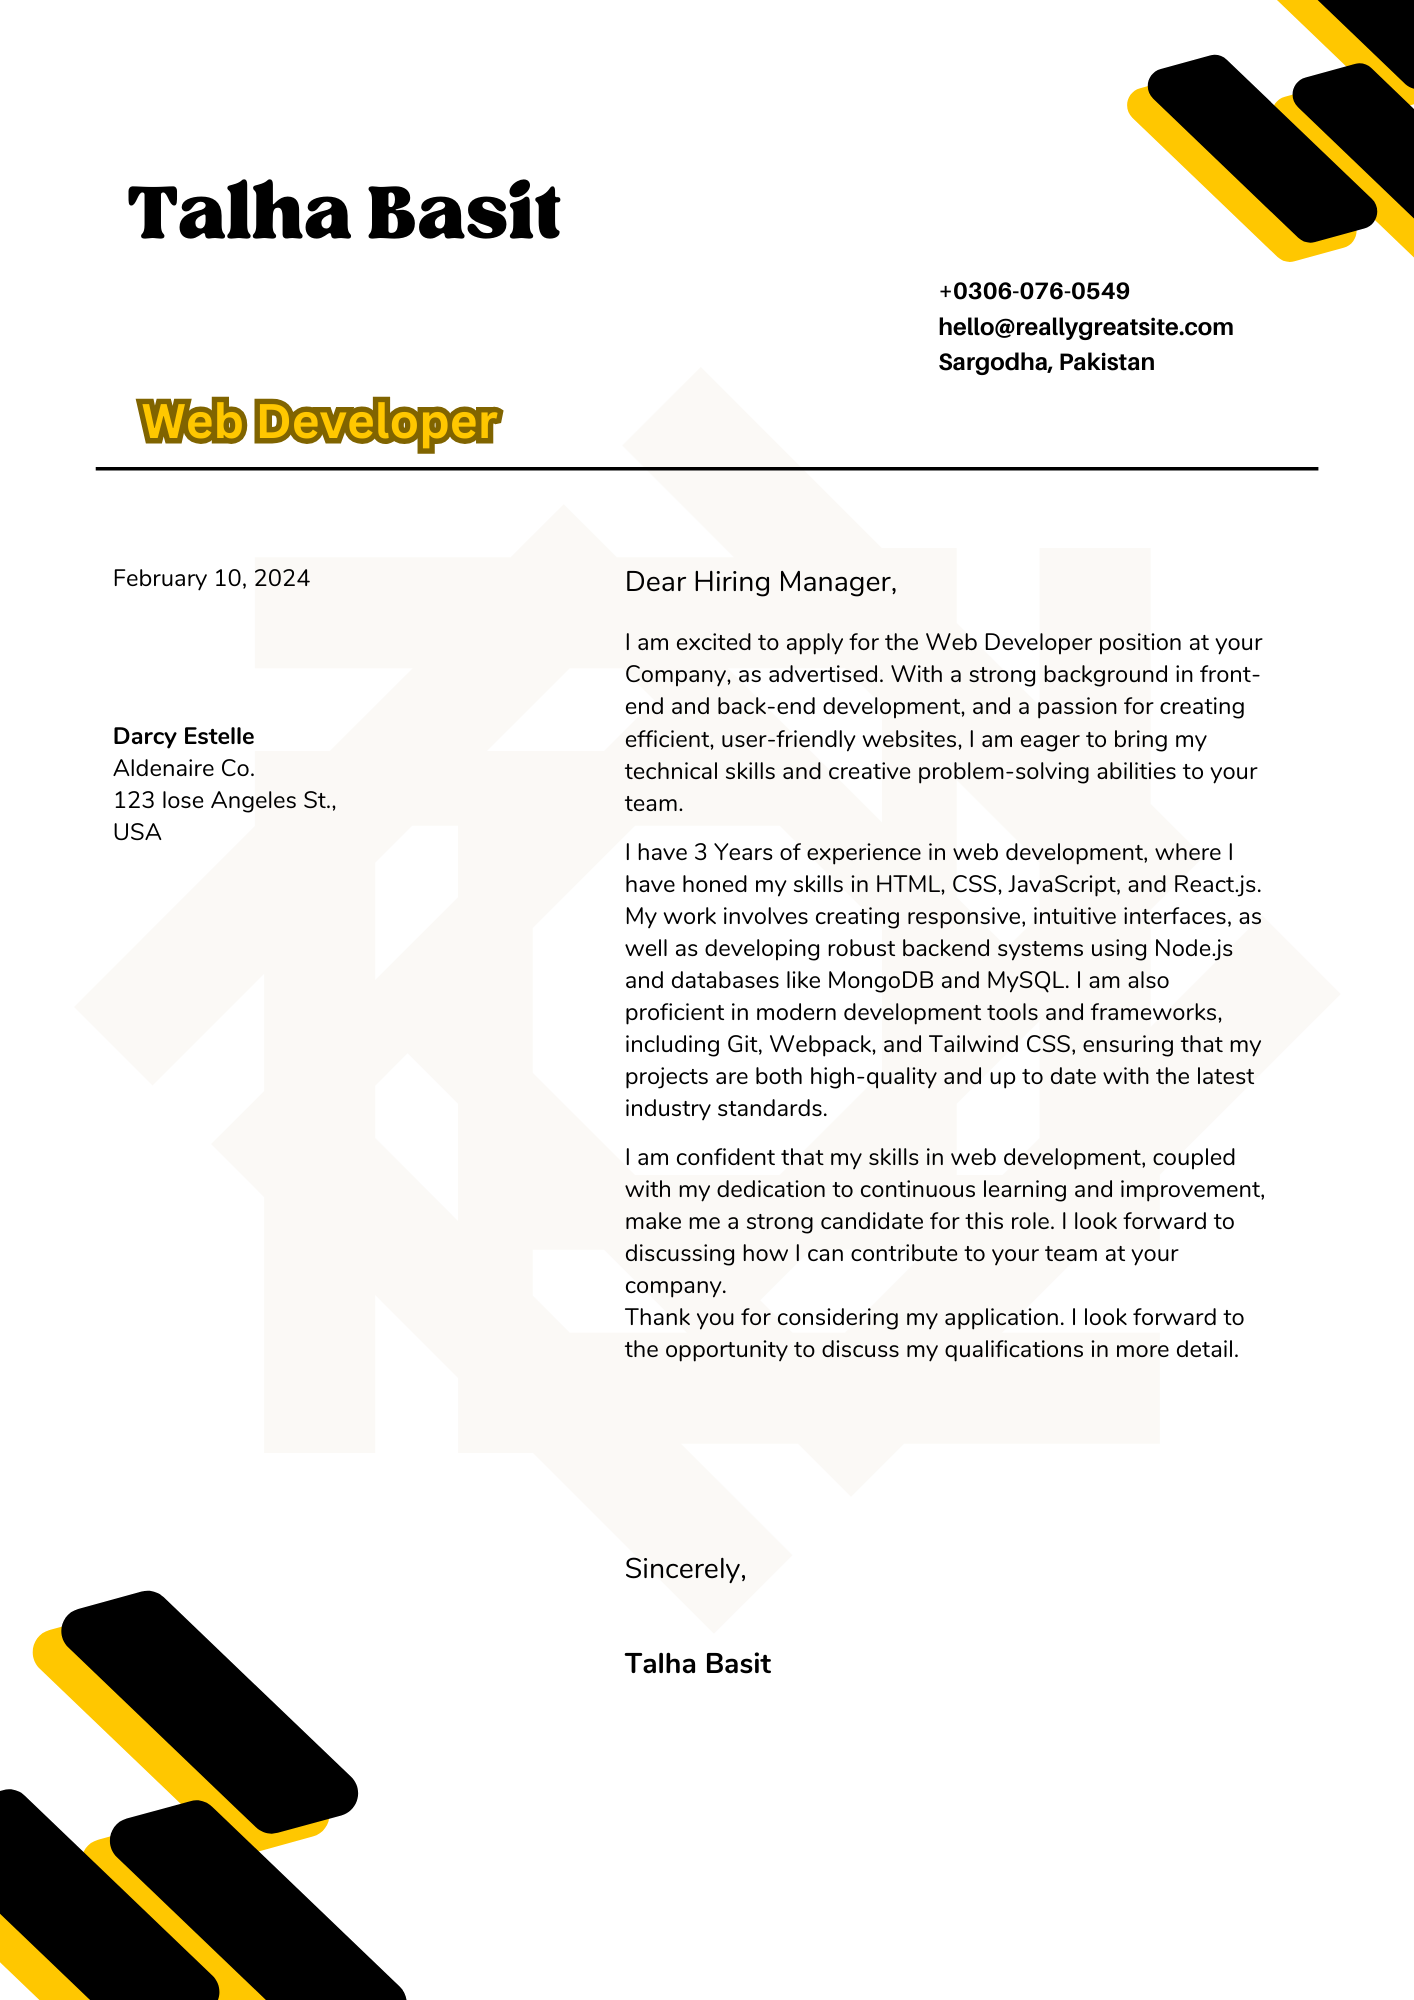 Talha Basit
+0306-076-0549
hello@reallygreatsite.com
Sargodha, Pakistan
Web Developer
February 10, 2024
Darcy Estelle
Aldenaire Co.
123 lose Angeles St.,
USA
Dear Hiring Manager,
I am excited to apply for the Web Developer position at your
Company, as advertised. With a strong background in front-
end and back-end development, and a passion for creating
efficient, user-friendly websites, I am eager to bring my
technical skills and creative problem-solving abilities to your
team.
I have 3 Years of experience in web development, where I
have honed my skills in HTML, CSS, JavaScript, and React.js.
My work involves creating responsive, intuitive interfaces, as
well as developing robust backend systems using Node.js
and databases like MongoDB and MySQL. I am also
proficient in modern development tools and frameworks,
including Git, Webpack, and Tailwind CSS, ensuring that my
projects are both high-quality and up to date with the latest
industry standards.
I am confident that my skills in web development, coupled
with my dedication to continuous learning and improvement,
make me a strong candidate for this role. I look forward to
discussing how I can contribute to your team at your
company.
Thank you for considering my application. I look forward to
the opportunity to discuss my qualifications in more detail.
Sincerely,
Talha Basit